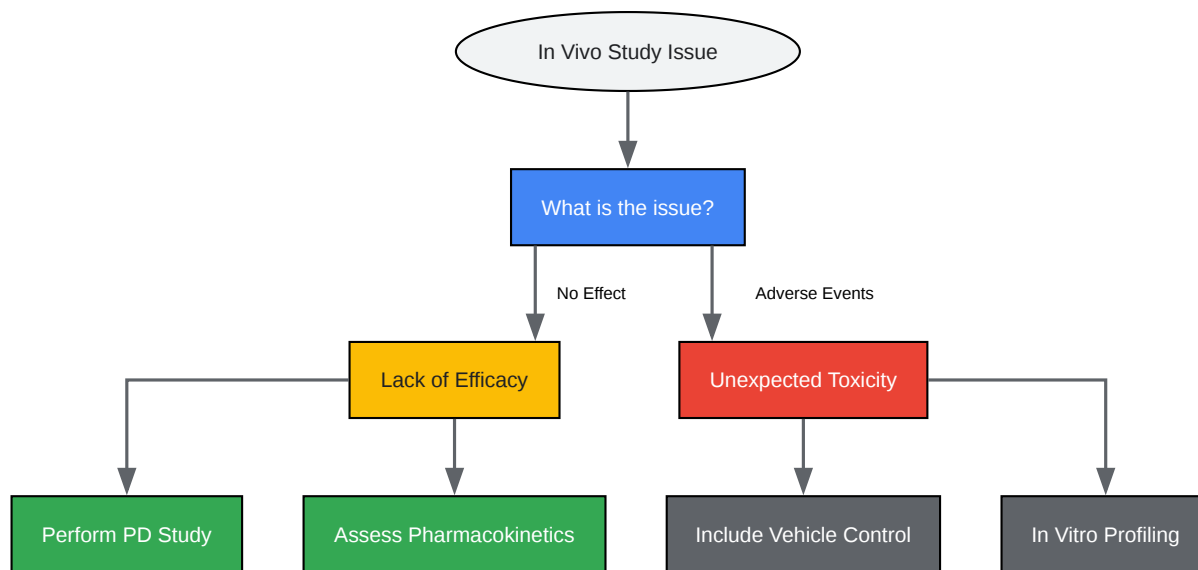 In Vivo Study Issue
What is the issue?
No Effect
Adverse Events
Lack of Efficacy
Unexpected Toxicity
Perform PD Study
Assess Pharmacokinetics
Include Vehicle Control
In Vitro Profiling